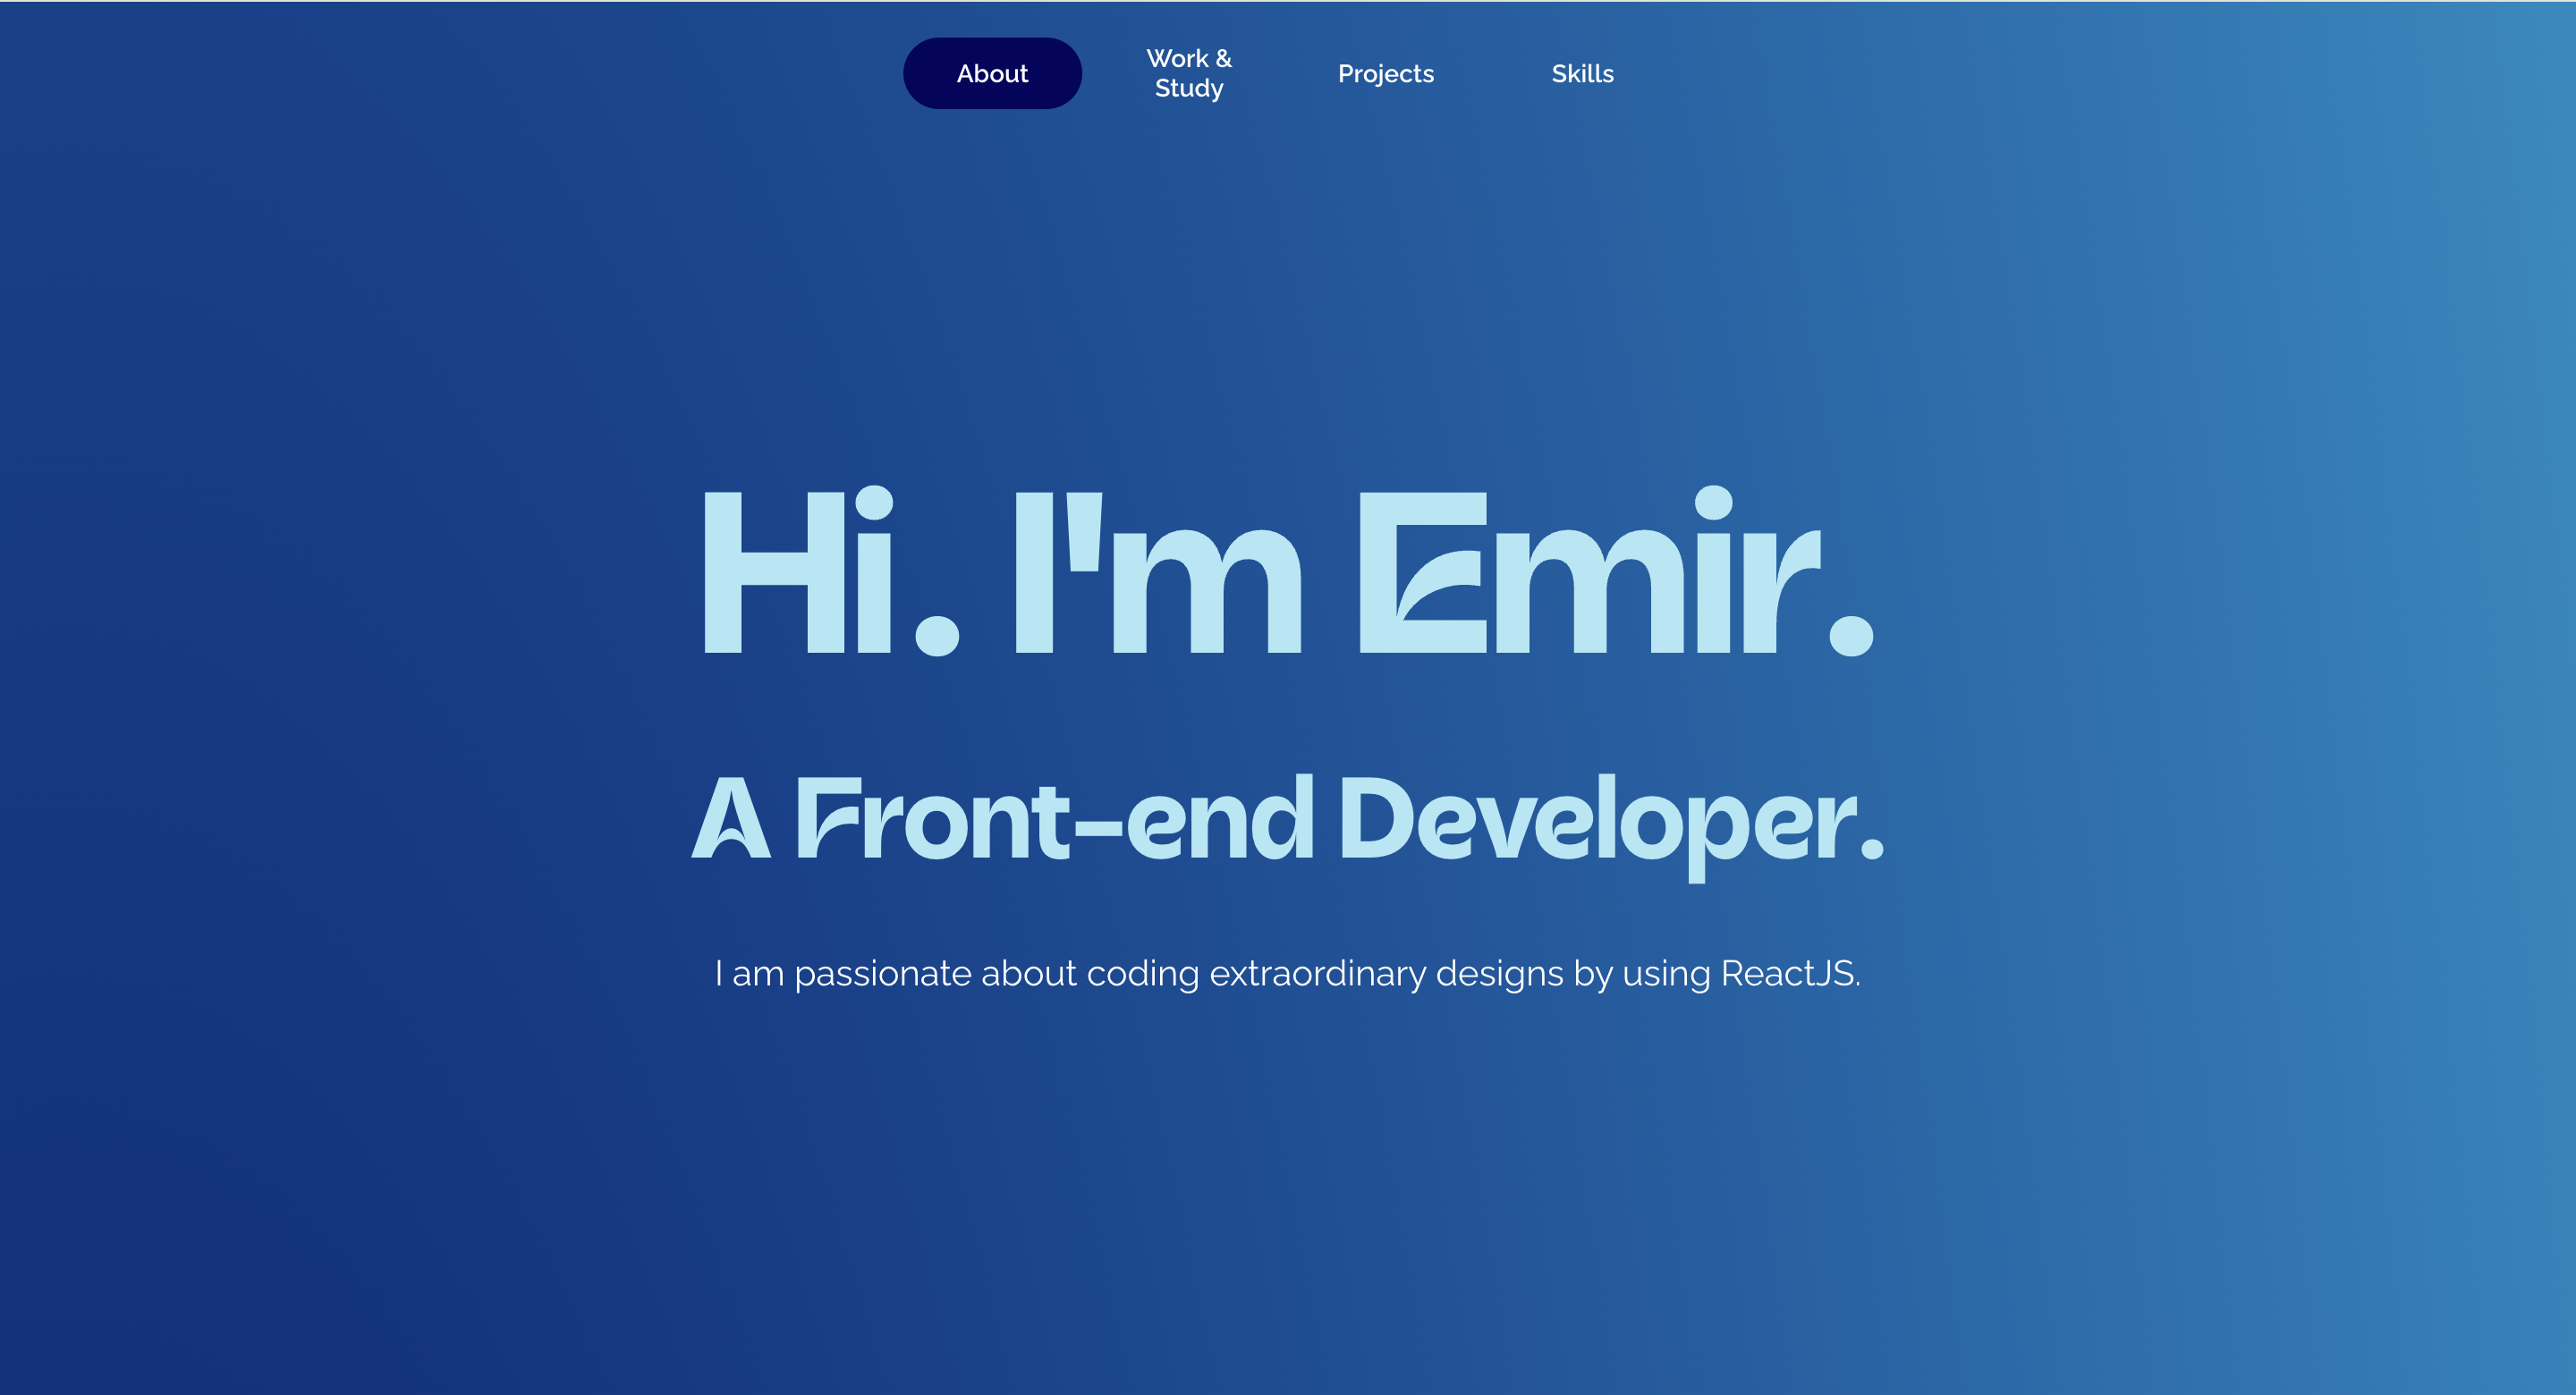 About
Work &
Study
Projects
Skills
Hi. I'm Emir.
A Front-end Developer.
I am passionate about coding extraordinary designs by using ReactJS.